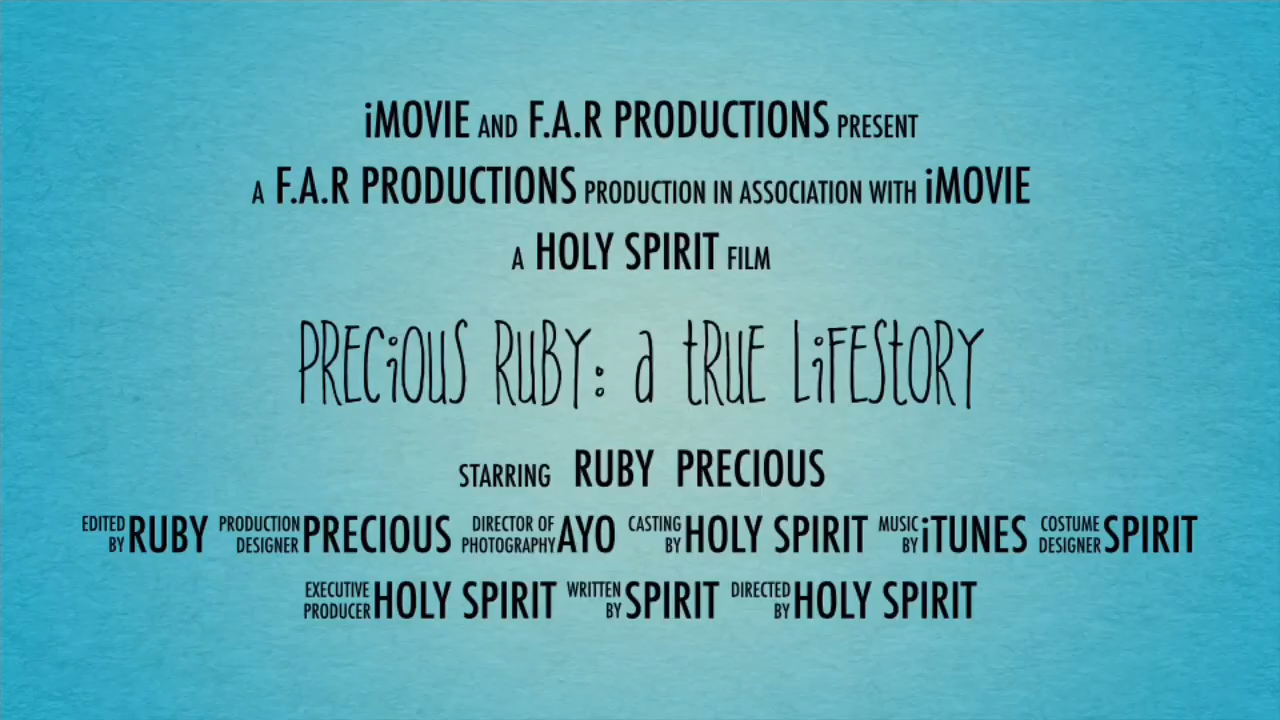 iMOVIE AND F.A.R PRODUCTIONS PRESENT
A F.A.R PRODUCTIONS PRODUCTION IN ASSOCIATION WITH iMOVIE
A HOLY SPIRIT FILM
PRECiOUS RUBY: a tRUE LiFEStORY
STARRING RUBY PRECIOUS
EDITED BY RUBY PRODUCTION DESIGNER PRECIOUS DIRECTOR OF PHOTOGRAPHY AYO CASTING BY HOLY SPIRIT MUSIC BY iTUNES COSTUME DESIGNER SPIRIT
EXECUTIVE PRODUCER HOLY SPIRIT WRITTEN BY SPIRIT DIRECTED BY HOLY SPIRIT